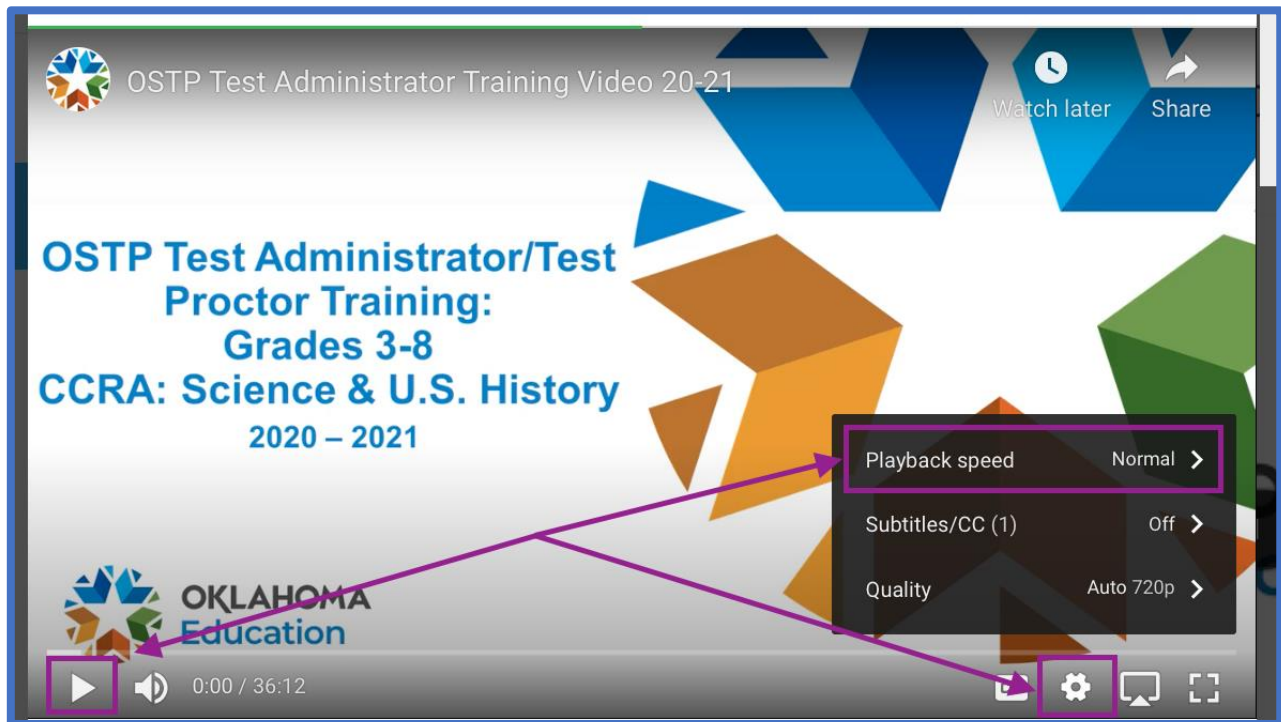 OSTP Test Administrator Training Video 20-21
Watch later
Share
OSTP Test Administrator/Test
Proctor Training:
Grades 3-8
CCRA: Science & U.S. History
2020 – 2021
Playback speed Normal
Subtitles/CC (1) Off
Quality Auto 720p
OKLAHOMA
Education
0:00 / 36:12